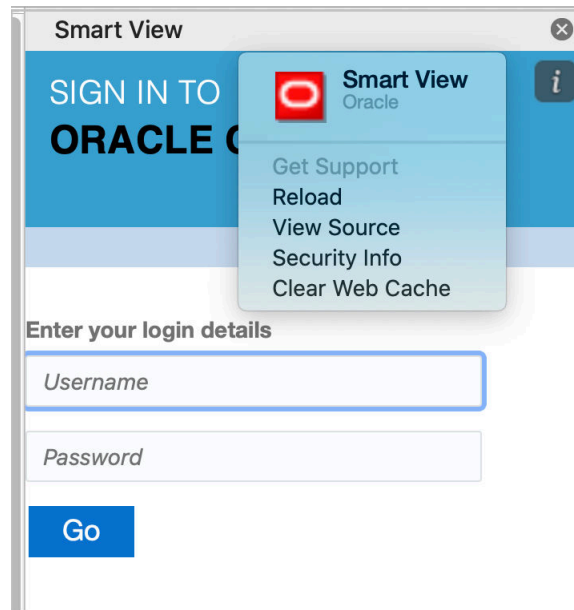 Smart View
SIGN IN TO
ORACLE
Smart View
Oracle
Get Support
Reload
View Source
Security Info
Clear Web Cache
i
Enter your login details
Username
Password
Go